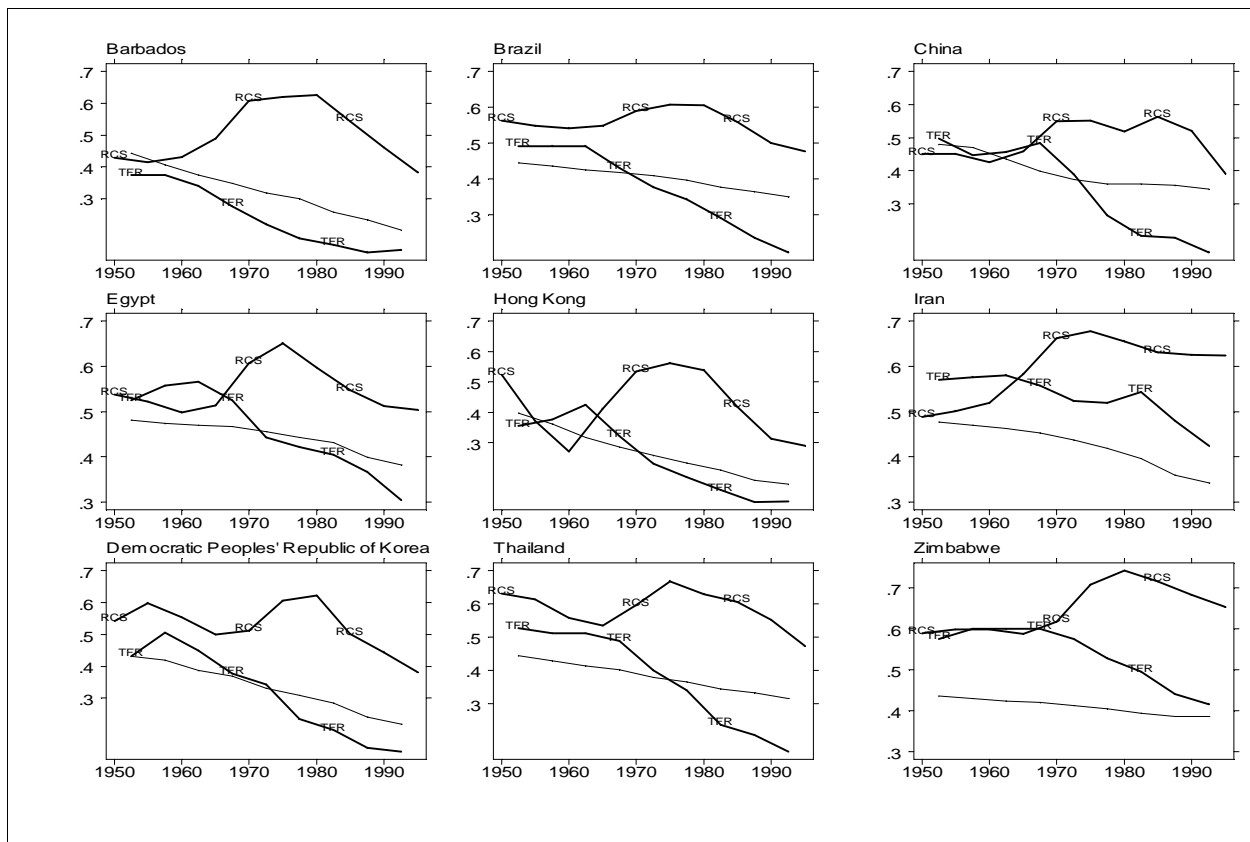 Barbados
.7
.6
.5
.4
.3
RCS
RCS
RCS
TFR
TFR
TFR
1950 1960 1970 1980 1990
Brazil
.7
.6
.5
.4
.3
RCS
RCS
RCS
TFR
TFR
TFR
1950 1960 1970 1980 1990
China
.7
.6
.5
.4
.3
RCS
RCS
RCS
TFR
TFR
TFR
1950 1960 1970 1980 1990
Egypt
.7
.6
.5
.4
.3
RCS
RCS
RCS
TFR
TFR
TFR
1950 1960 1970 1980 1990
Hong Kong
.7
.6
.5
.4
.3
RCS
RCS
RCS
TFR
TFR
TFR
1950 1960 1970 1980 1990
Iran
.7
.6
.5
.4
.3
RCS
RCS
RCS
TFR
TFR
TFR
1950 1960 1970 1980 1990
Democratic Peoples' Republic of Korea
.7
.6
.5
.4
.3
RCS
RCS
RCS
TFR
TFR
TFR
1950 1960 1970 1980 1990
Thailand
.7
.6
.5
.4
.3
RCS
RCS
RCS
TFR
TFR
TFR
1950 1960 1970 1980 1990
Zimbabwe
.7
.6
.5
.4
.3
RCS
RCS
RCS
TFR
TFR
TFR
1950 1960 1970 1980 1990